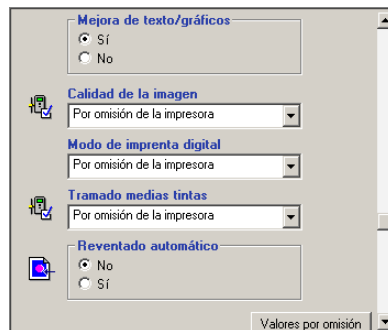 Mejora de texto/gráficos
Sí
No
Calidad de la imagen
Por omisión de la impresora
Modo de imprenta digital
Por omisión de la impresora
Tramado medias tintas
Por omisión de la impresora
Reventado automático
No
Sí
Valores por omisión